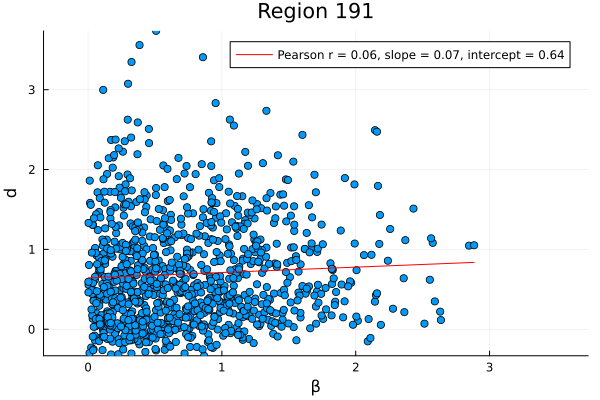 Region 191
Pearson r = 0.06, slope = 0.07, intercept = 0.64
3
2
1
0
d
0 1 2 3
β